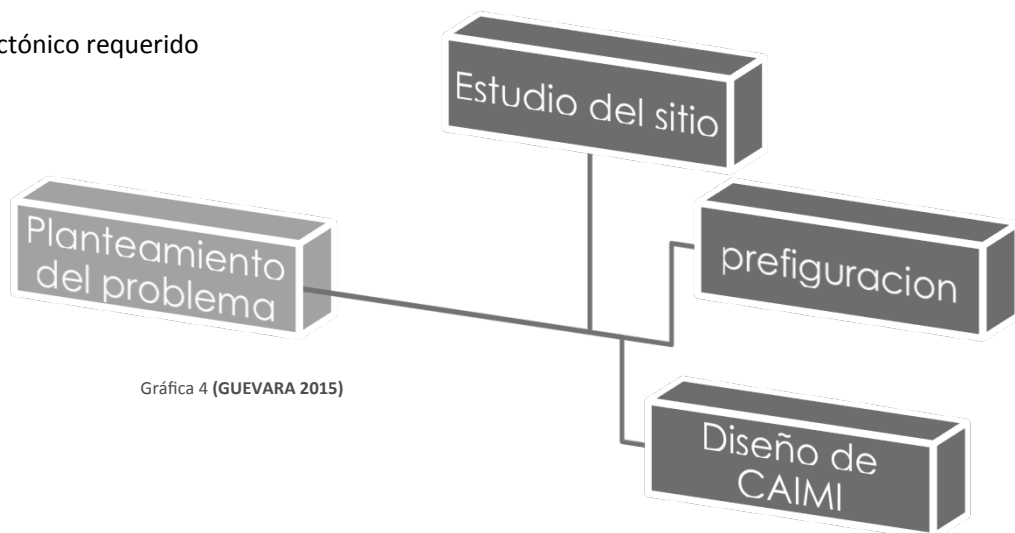 ctónico requerido
Estudio del sitio
Planteamiento
del problema
prefiguracion
Gráfica 4 (GUEVARA 2015)
Diseño de
CAIMI